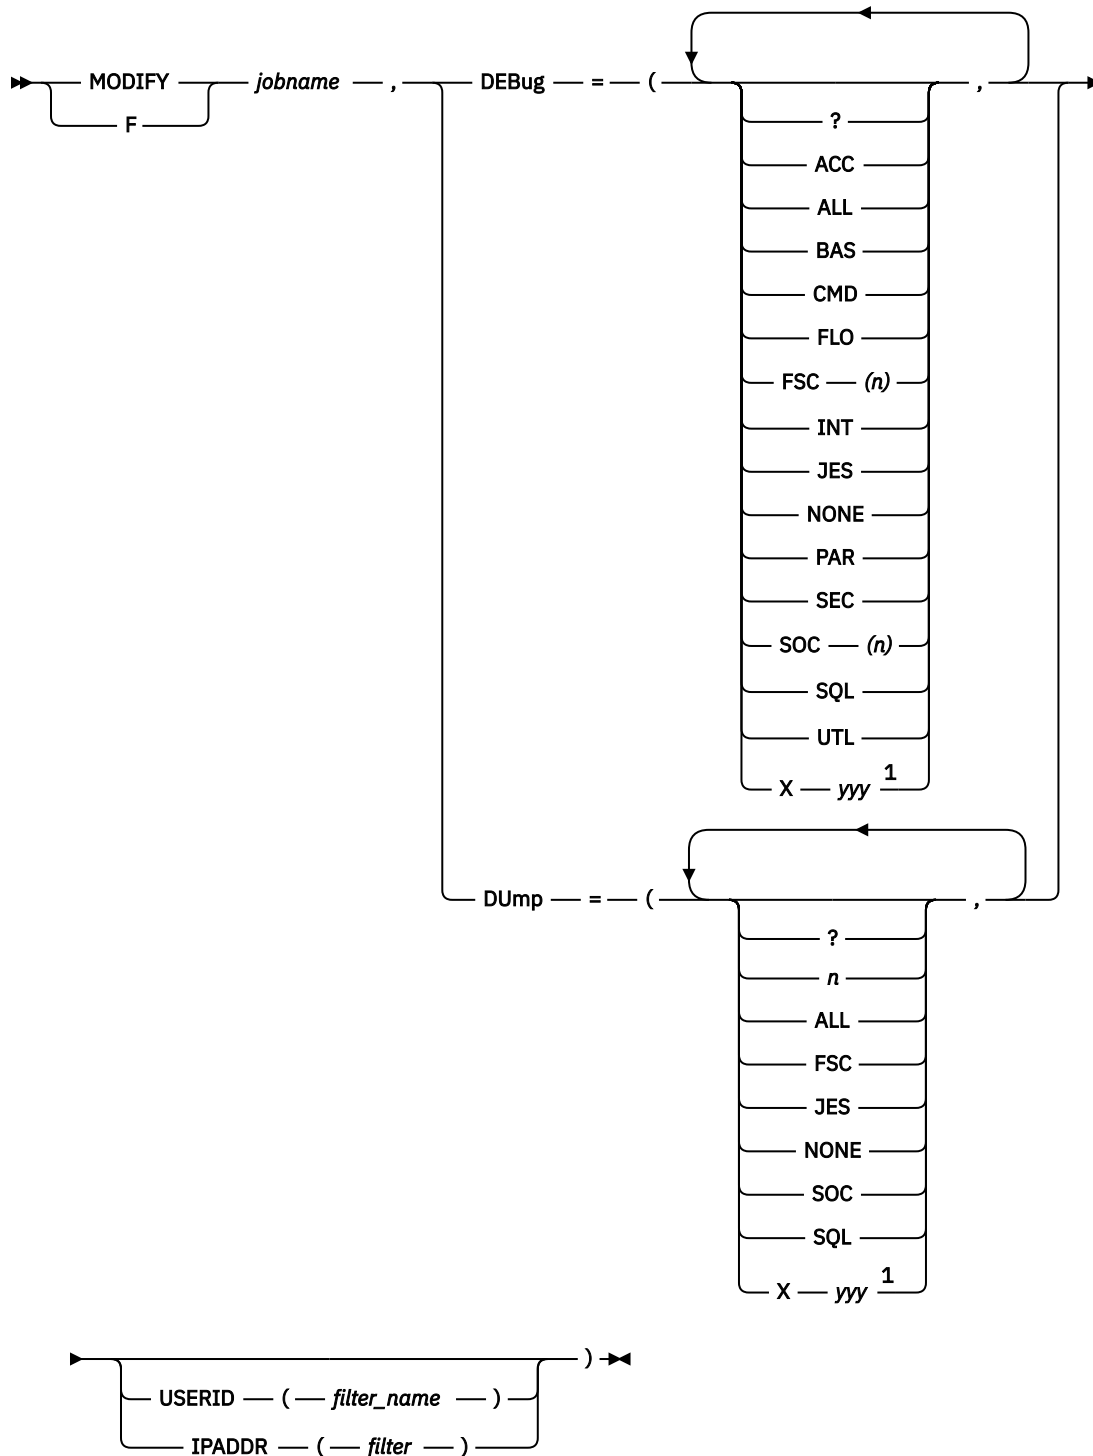 MODIFY jobname , DEBug = ( ,
F
?
ACC
ALL
BAS
CMD
FLO
FSC (n)
INT
JES
NONE
PAR
SEC
SOC (n)
SQL
UTL
X yyy 1
DUmp = ( ,
?
n
ALL
FSC
JES
NONE
SOC
SQL
X yyy 1
)
USERID ( filter_name )
IPADDR ( filter )